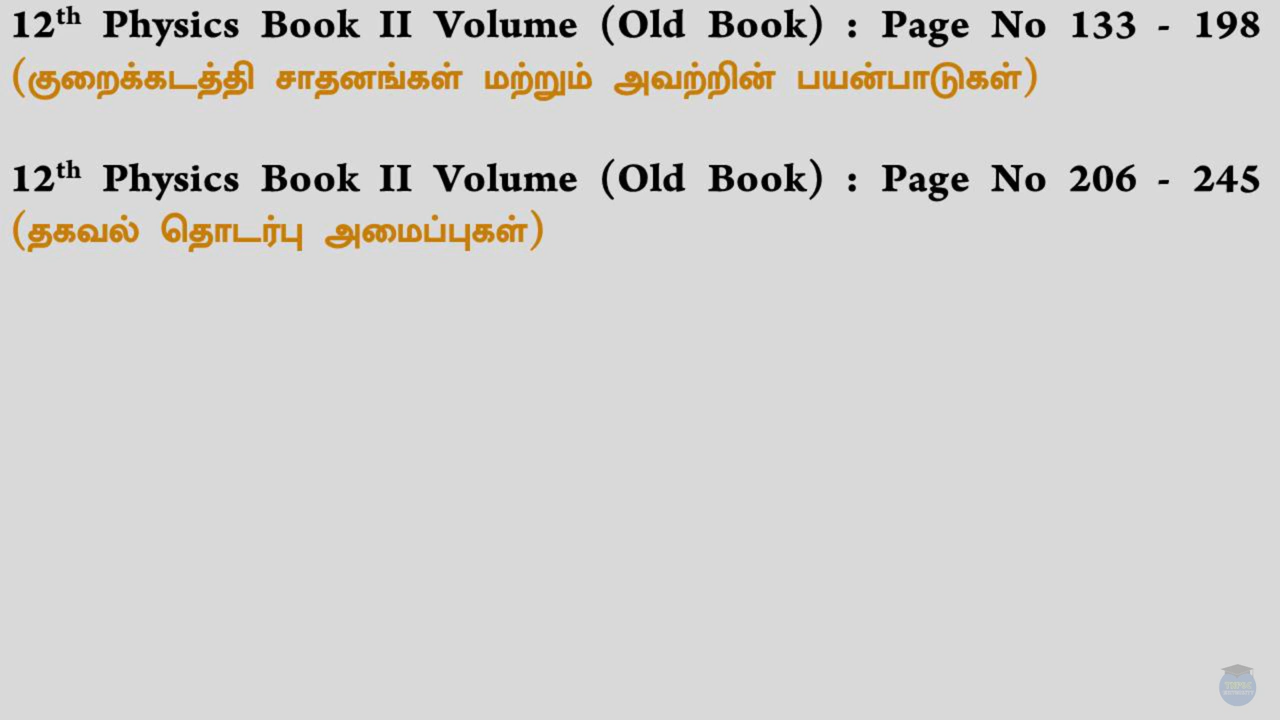 12th Physics Book II Volume (Old Book) : Page No 133 - 198
(குறைக்கடத்தி சாதனங்கள் மற்றும் அவற்றின் பயன்பாடுகள்)
12th Physics Book II Volume (Old Book) : Page No 206 - 245
(தகவல் தொடர்பு அமைப்புகள்)